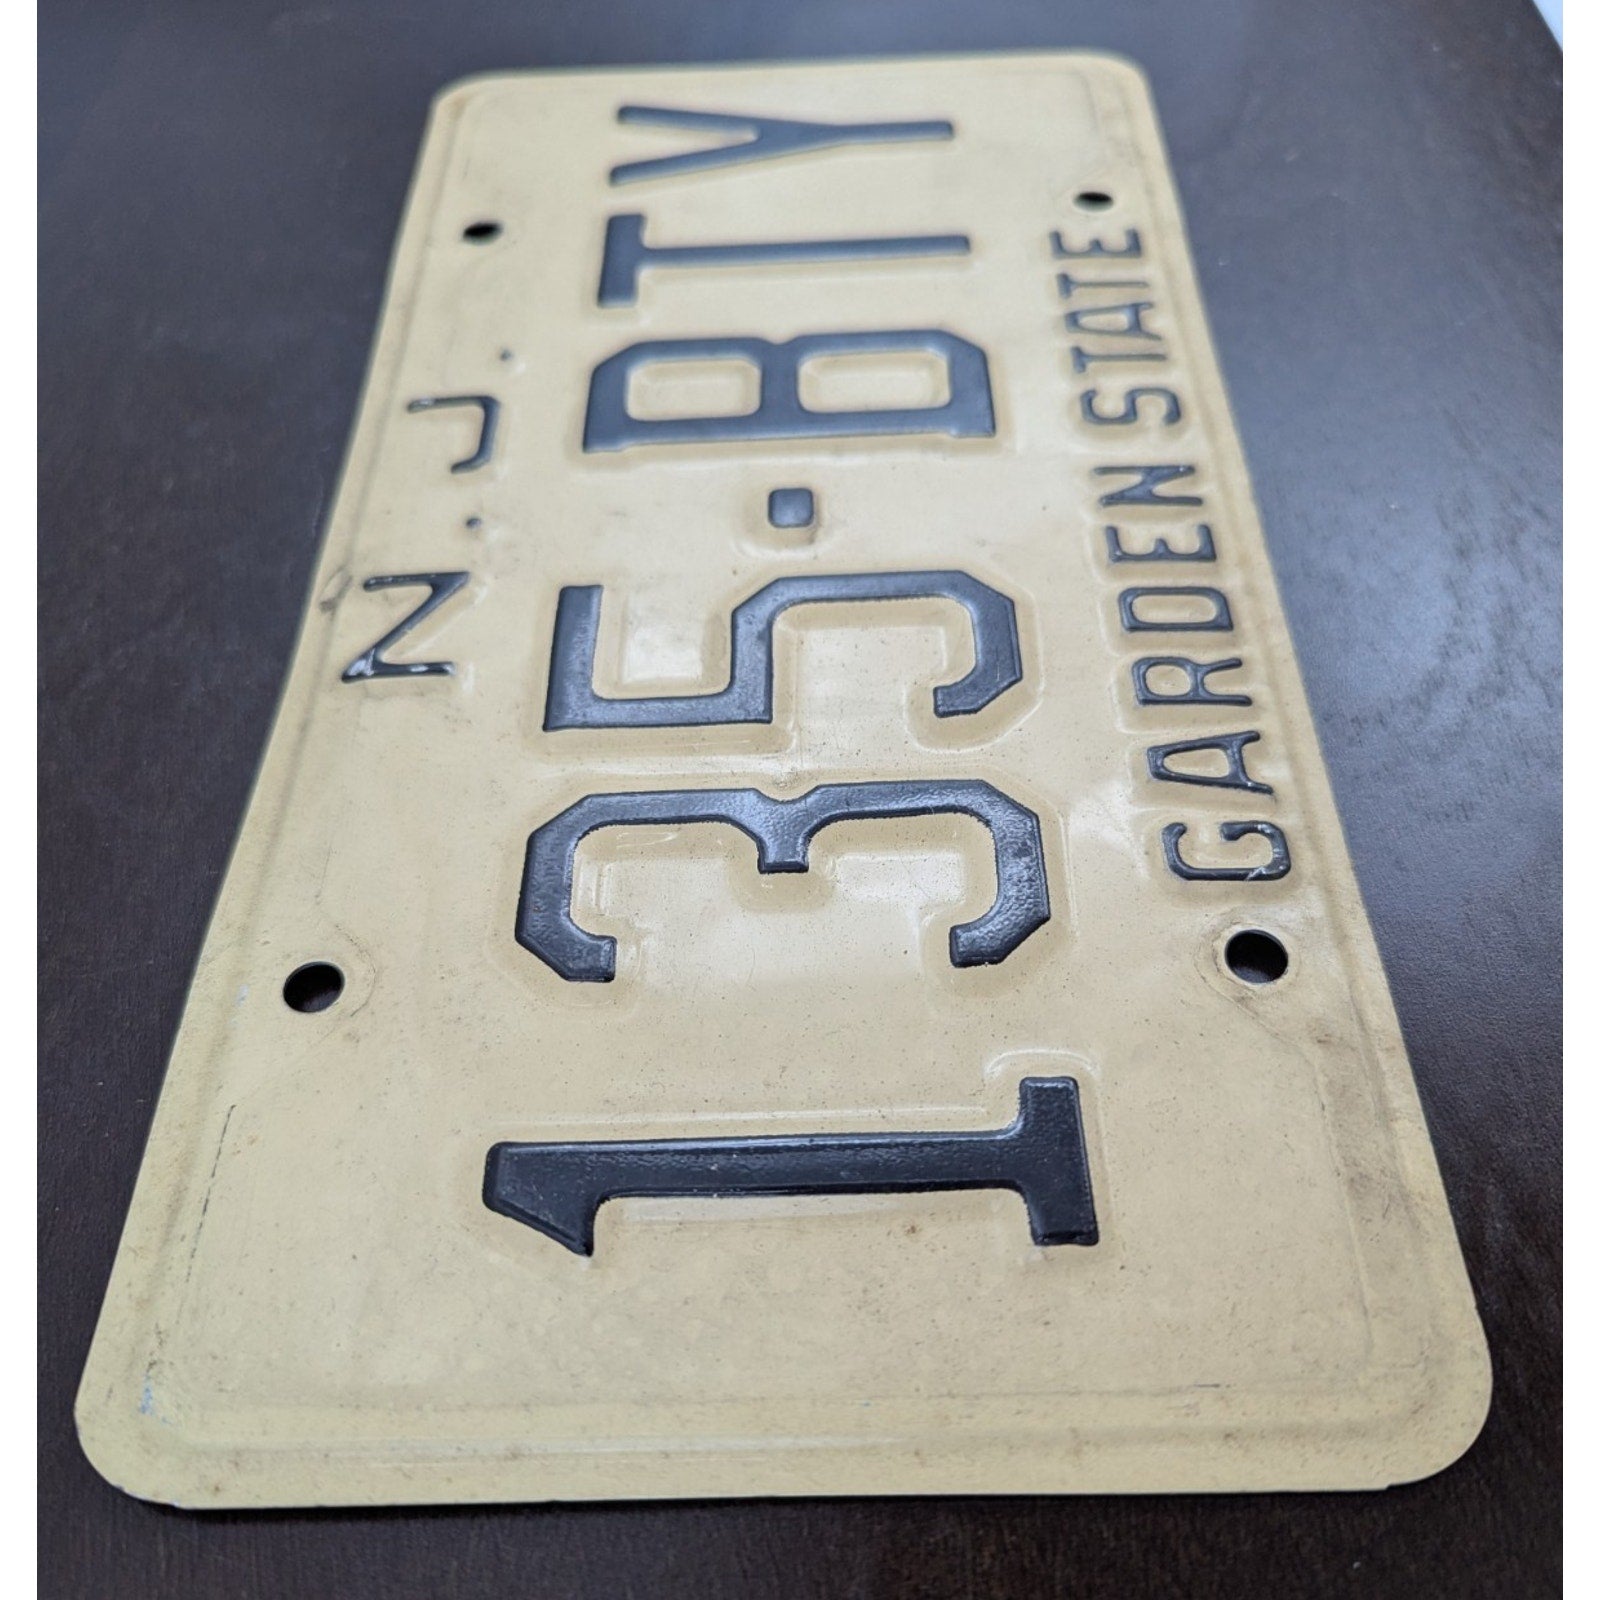 N.J.
135·BTY
GARDEN STATE